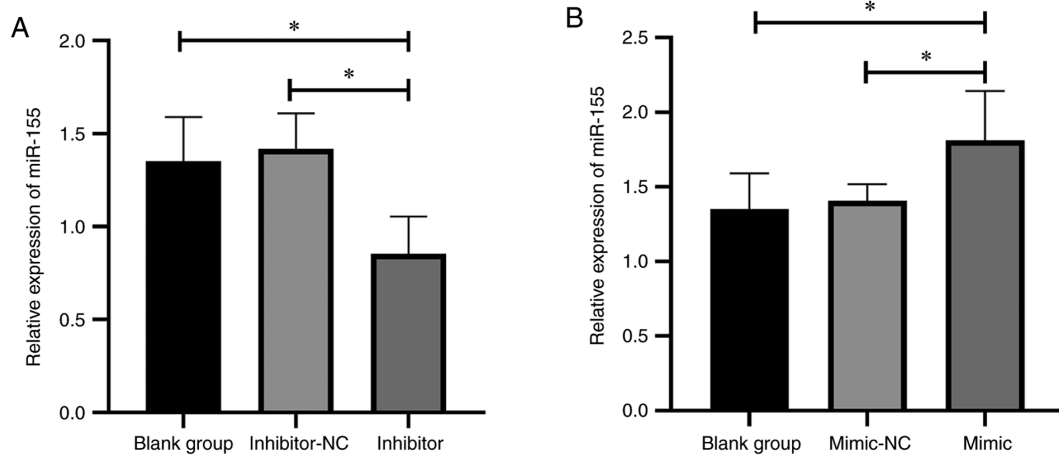 A
Relative expression of miR-155
2.0
1.5
1.0
0.5
0.0
*
*
Blank group
Inhibitor-NC
Inhibitor
B
Relative expression of miR-155
2.5
2.0
1.5
1.0
0.5
0.0
*
*
Blank group
Mimic-NC
Mimic